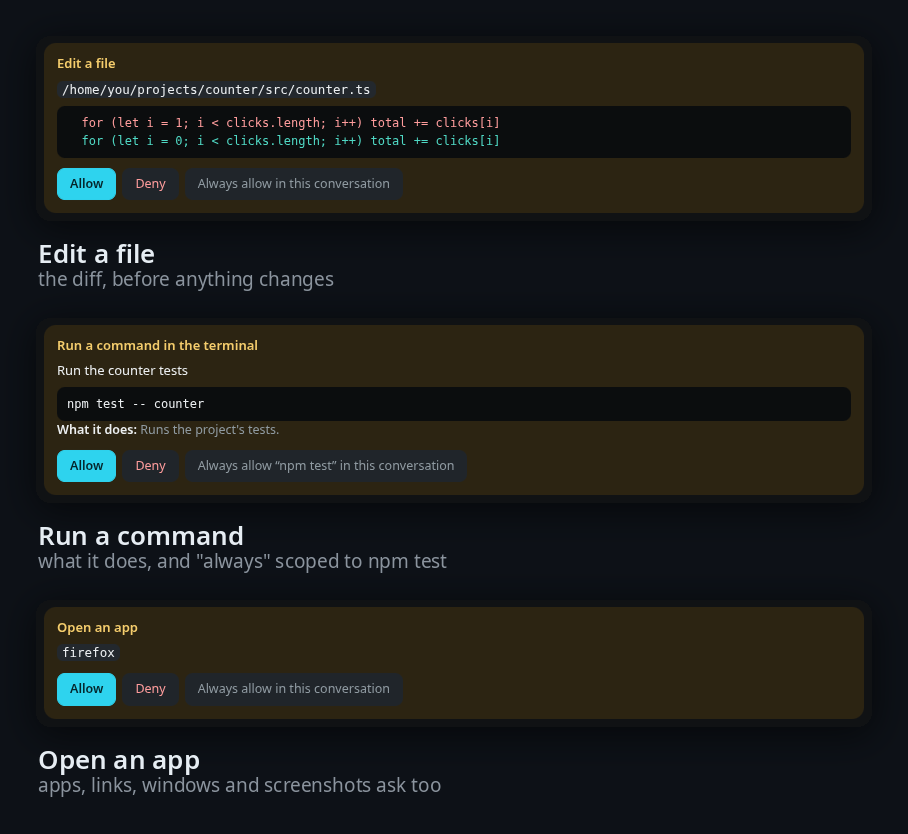 Edit a file
/home/you/projects/counter/src/counter.ts
for (let i = 1; i < clicks.length; i++) total += clicks[i]
for (let i = 0; i < clicks.length; i++) total += clicks[i]
Allow Deny Always allow in this conversation
Edit a file
the diff, before anything changes
Run a command in the terminal
Run the counter tests
npm test -- counter
What it does: Runs the project's tests.
Allow Deny Always allow “npm test” in this conversation
Run a command
what it does, and "always" scoped to npm test
Open an app
firefox
Allow Deny Always allow in this conversation
Open an app
apps, links, windows and screenshots ask too